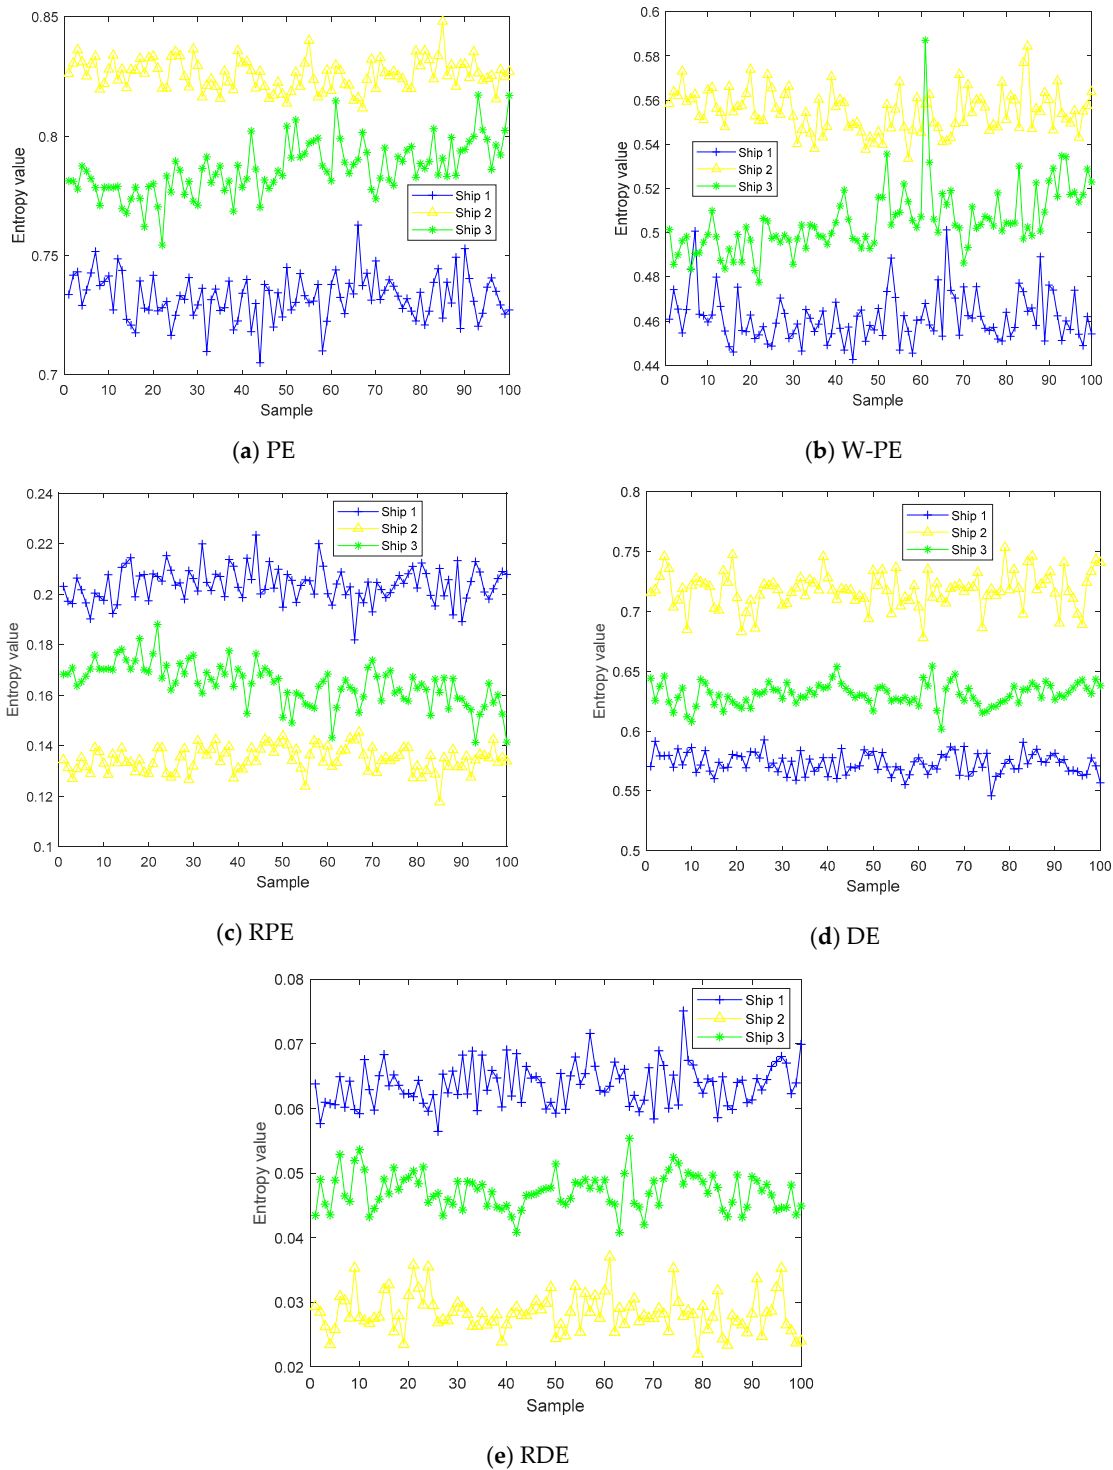 0.85
0.8
0.75
0.7
Entropy value
0 10 20 30 40 50 60 70 80 90 100
Sample
Ship 1
Ship 2
Ship 3
(a) PE
0.6
0.58
0.56
0.54
0.52
0.5
0.48
0.46
0.44
Entropy value
0 10 20 30 40 50 60 70 80 90 100
Sample
Ship 1
Ship 2
Ship 3
(b) W-PE
0.24
0.22
0.2
0.18
0.16
0.14
0.12
0.1
Entropy value
0 10 20 30 40 50 60 70 80 90 100
Sample
Ship 1
Ship 2
Ship 3
(c) RPE
0.8
0.75
0.7
0.65
0.6
0.55
0.5
Entropy value
0 10 20 30 40 50 60 70 80 90 100
Sample
Ship 1
Ship 2
Ship 3
(d) DE
0.08
0.07
0.06
0.05
0.04
0.03
0.02
Entropy value
0 10 20 30 40 50 60 70 80 90 100
Sample
Ship 1
Ship 2
Ship 3
(e) RDE